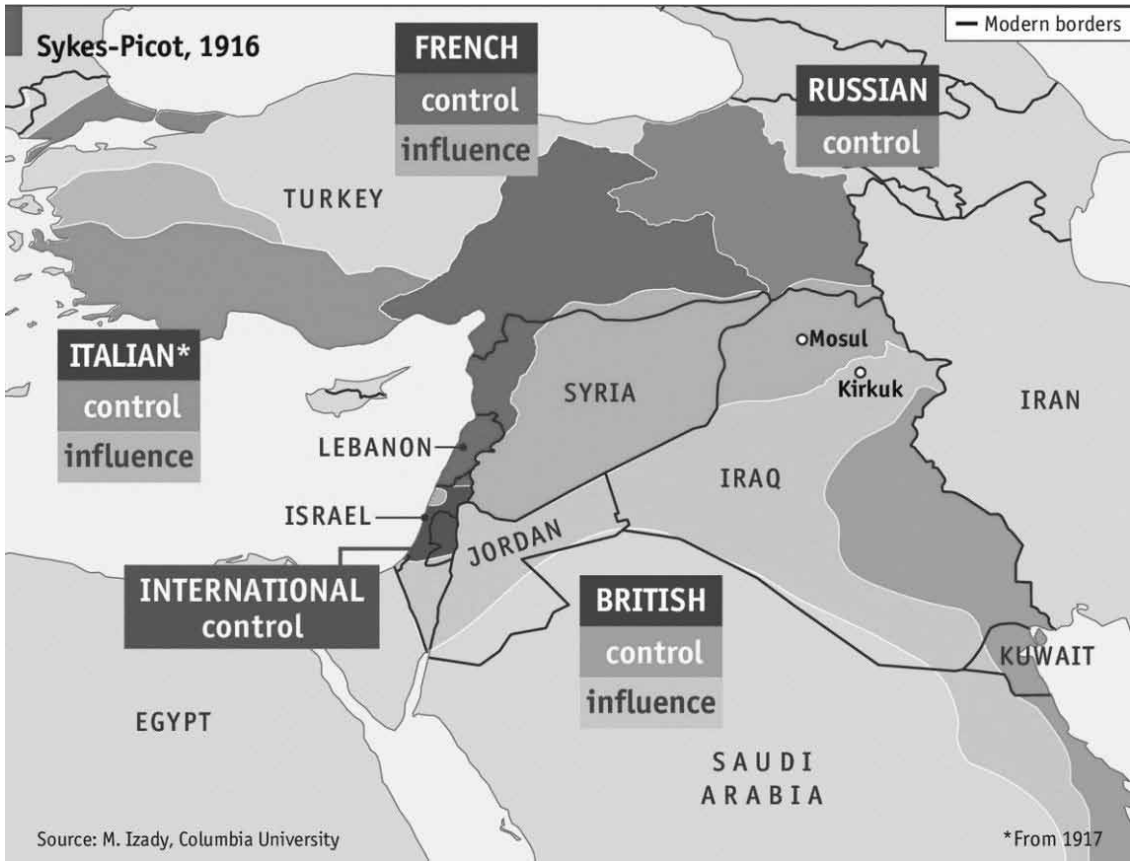 Sykes-Picot, 1916
Modern borders
FRENCH
control
influence
RUSSIAN
control
TURKEY
ITALIAN*
control
influence
Mosul
Kirkuk
SYRIA
IRAN
LEBANON
IRAQ
ISRAEL
JORDAN
INTERNATIONAL
control
BRITISH
control
influence
KUWAIT
EGYPT
SAUDI
ARABIA
Source: M. Izady, Columbia University
*From 1917